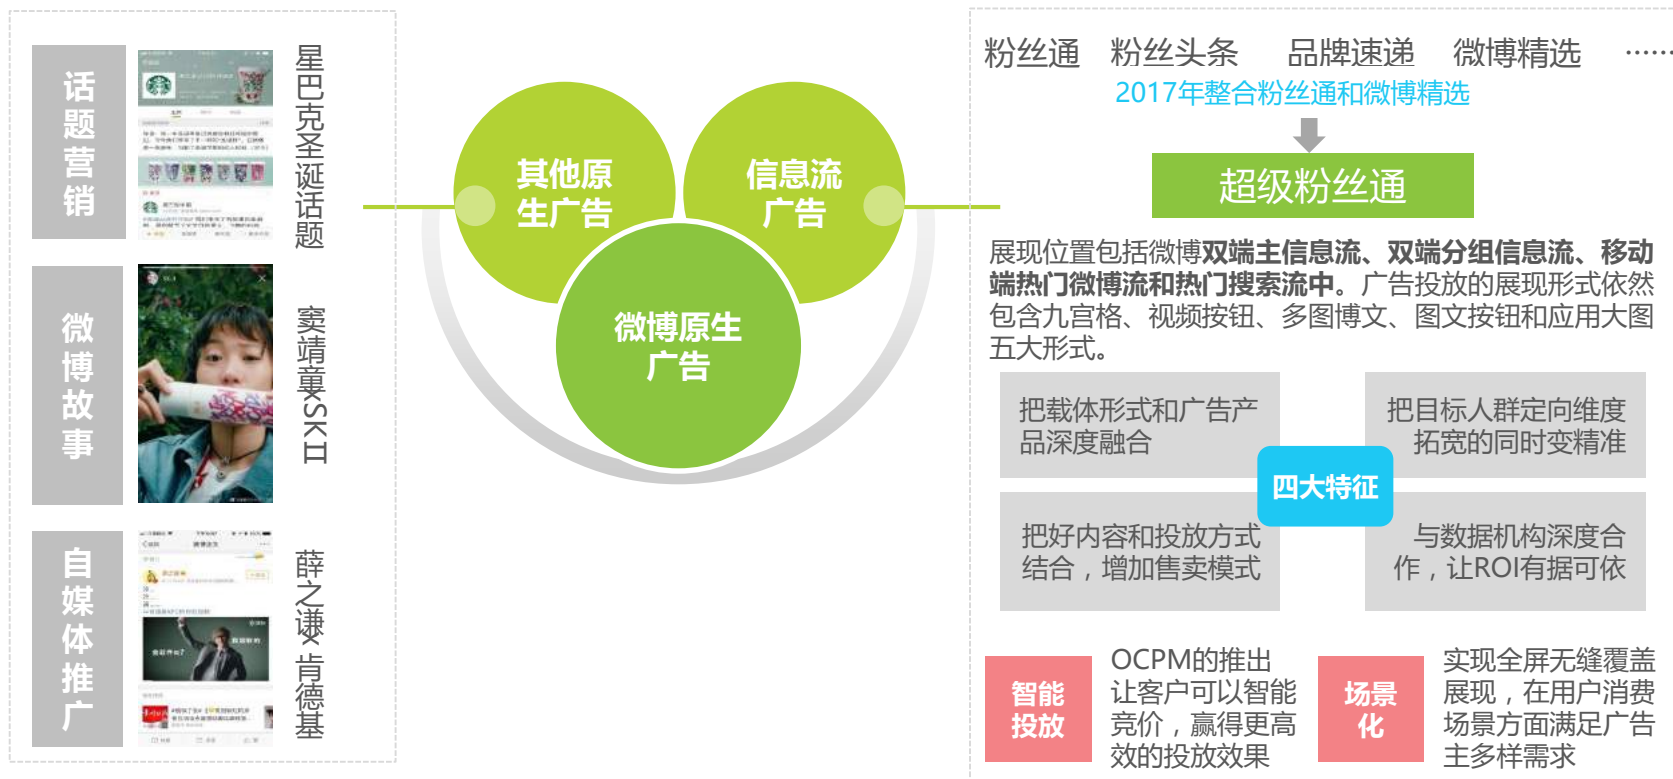 话题营销
星巴克圣诞话题
微博故事
窦靖童×SKII
自媒体推广
薛之谦×肯德基
其他原
生广告
信息流
广告
微博原生
广告
粉丝通 粉丝头条 品牌速递 微博精选 ……
2017年整合粉丝通和微博精选
超级粉丝通
展现位置包括微博双端主信息流、双端分组信息流、移动
端热门微博流和热门搜索流中。广告投放的展现形式依然
包含九宫格、视频按钮、多图博文、图文按钮和应用大图
五大形式。
把载体形式和广告产
品深度融合
把目标人群定向维度
拓宽的同时变精准
四大特征
把好内容和投放方式
结合，增加售卖模式
与数据机构深度合
作，让ROI有据可依
智能
投放
OCPM的推出
让客户可以智能
竞价，赢得更高
效的投放效果
场景
化
实现全屏无缝覆盖
展现，在用户消费
场景方面满足广告
主多样需求